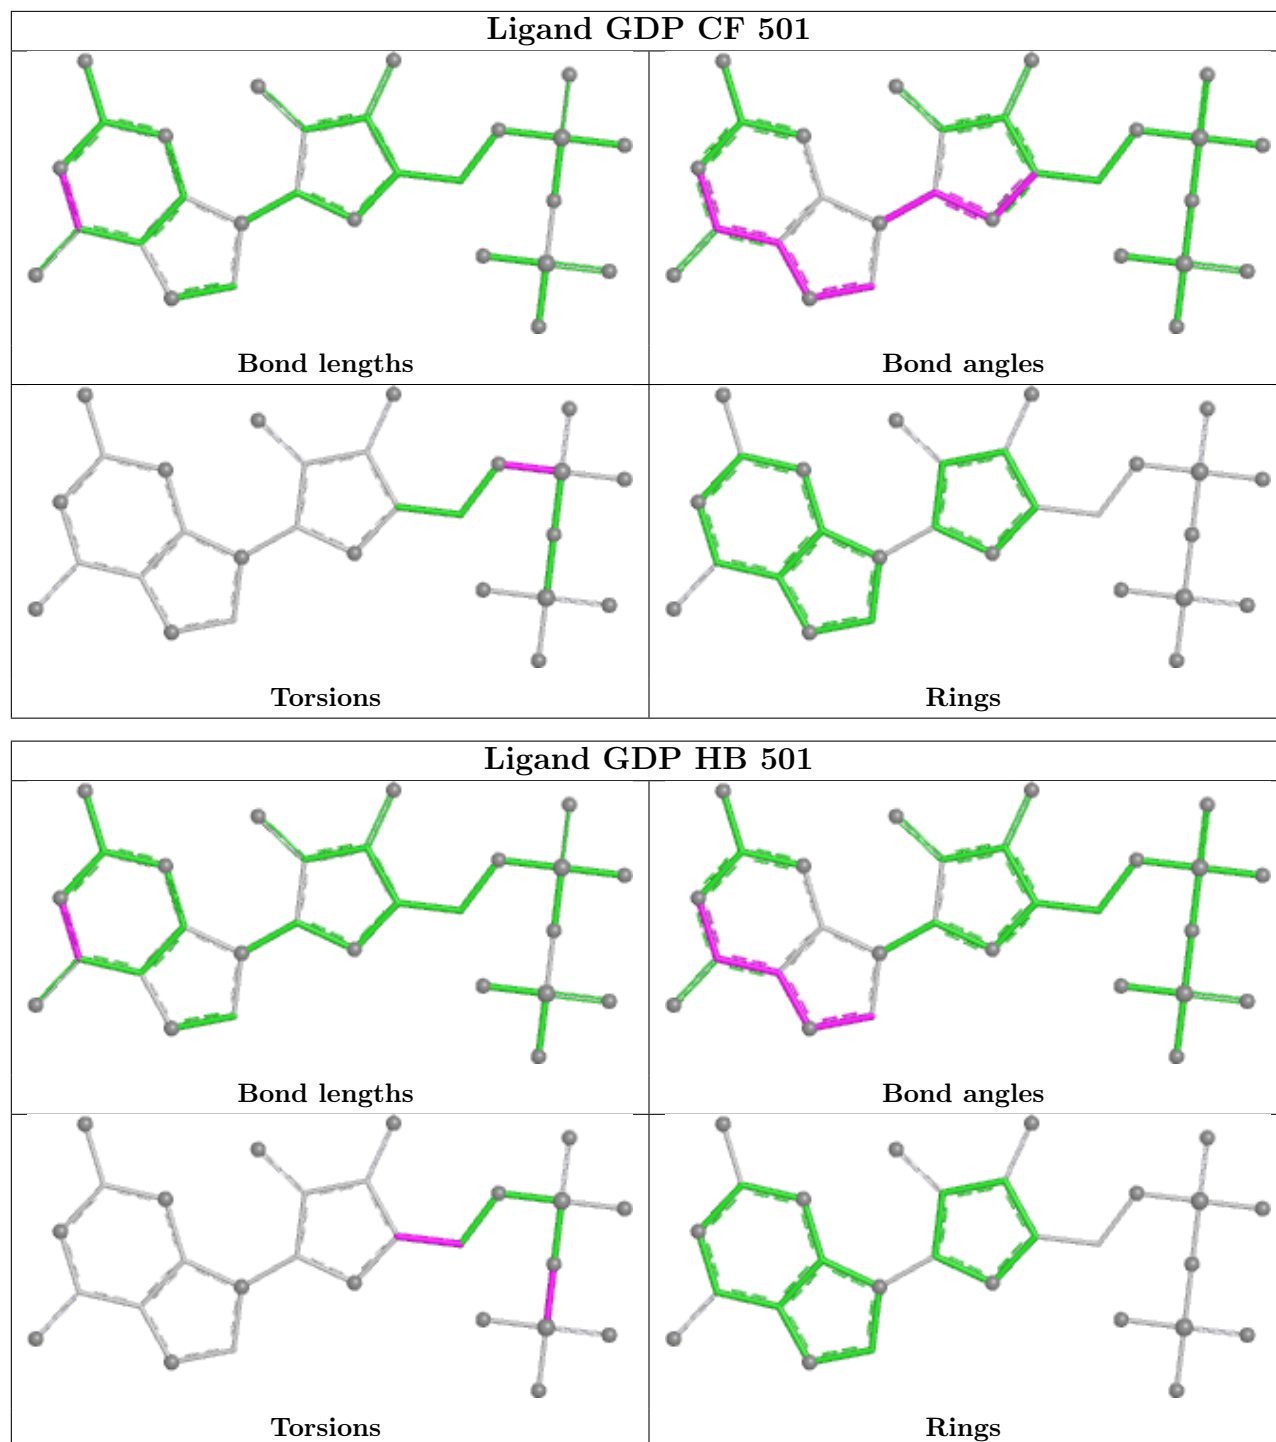 Ligand GDP CF 501
Bond lengths
Bond angles
Torsions
Rings
Ligand GDP HB 501
Bond lengths
Bond angles
Torsions
Rings